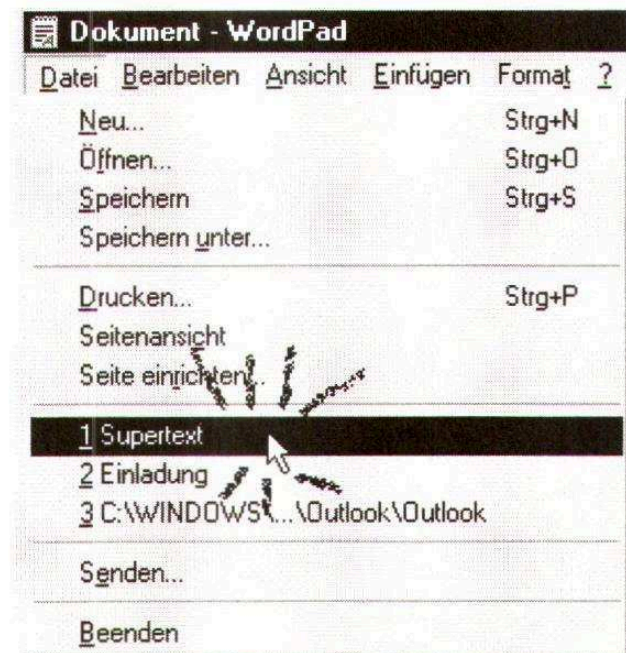 Dokument - WordPad
Datei Bearbeiten Ansicht Einfügen Format ?
Neu... Strg+N
Öffnen... Strg+O
Speichern Strg+S
Speichern unter...
Drucken... Strg+P
Seitenansicht
Seite einrichten...
1 Supertext
2 Einladung
3 C:\WINDOWS\...\Outlook\Outlook
Senden...
Beenden